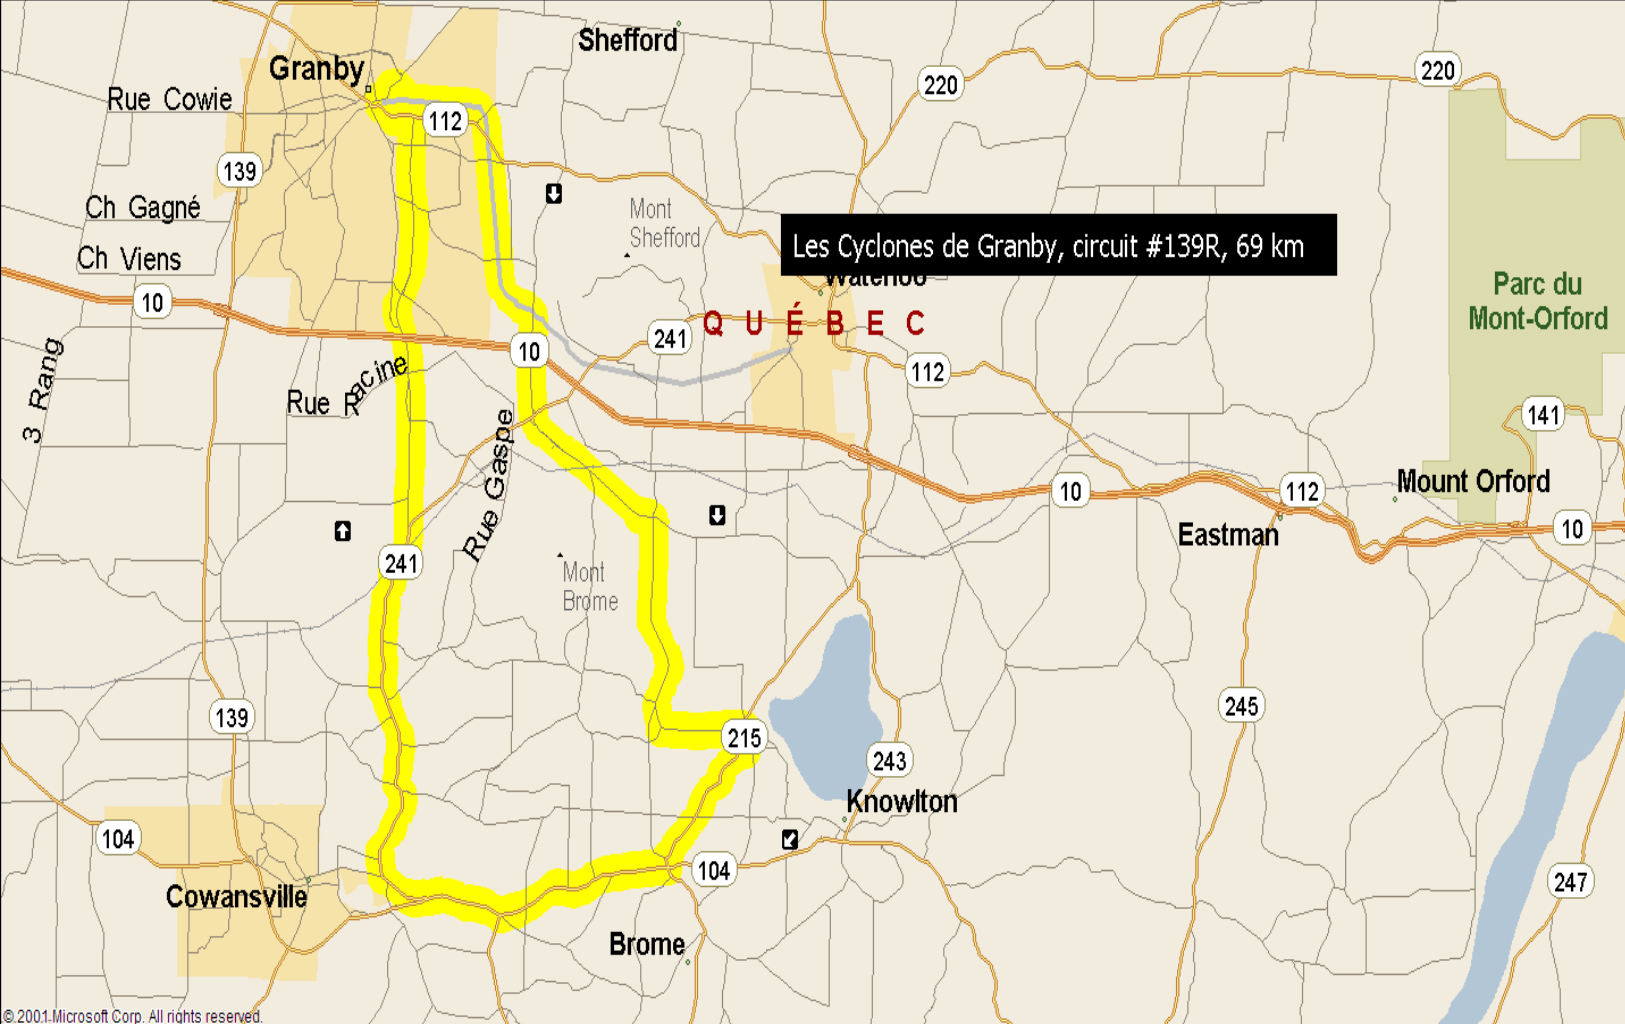 Shefford
Granby
220
220
Rue Cowie
112
139
Ch Gagné
Mont
Shefford
Les Cyclones de Granby, circuit #139R, 69 km
Ch Viens
Waterloo
Parc du
Mont-Orford
10
QUÉBEC
241
10
112
3 Rang
Rue Racine
141
Rue Gaspe
10
112
Mount Orford
10
Eastman
241
Mont
Brome
139
215
245
243
Knowlton
104
104
247
Cowansville
Brome
© 2001 Microsoft Corp. All rights reserved.